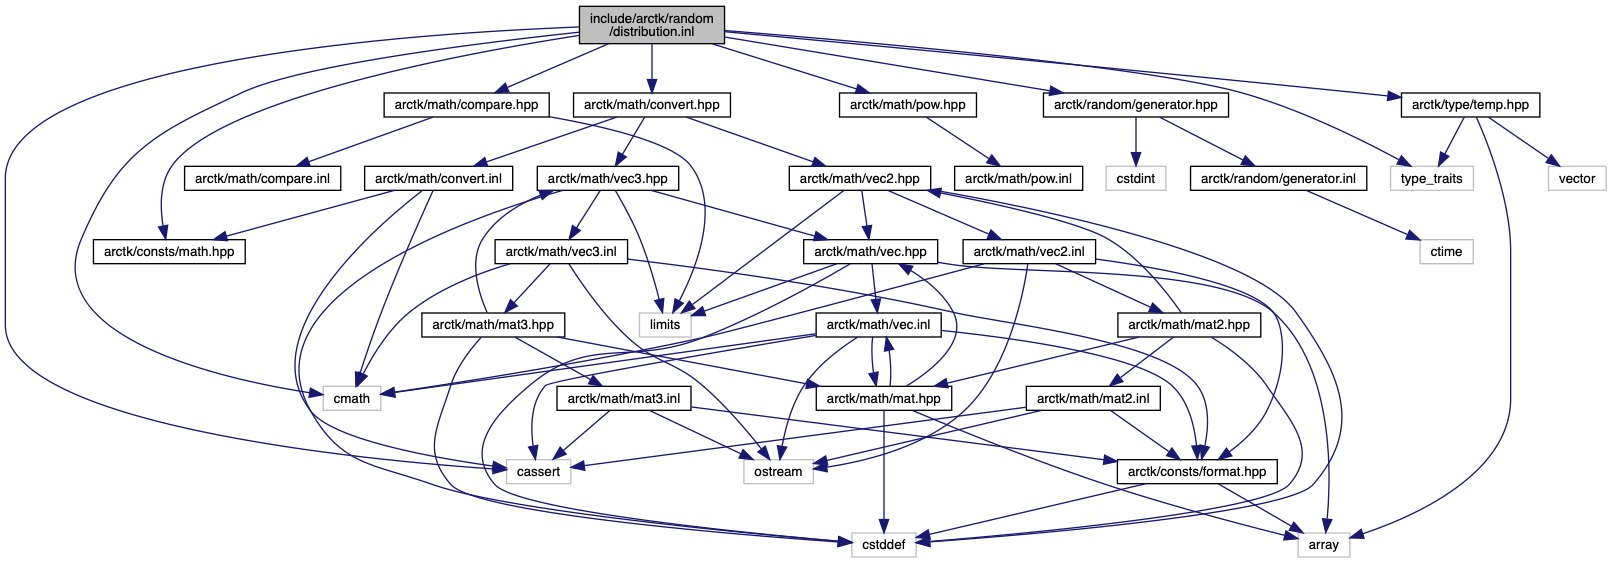 include/arctk/random
/distribution.inl
arctk/math/compare.hpp
arctk/math/convert.hpp
arctk/math/pow.hpp
arctk/random/generator.hpp
arctk/type/temp.hpp
arctk/math/compare.inl
arctk/math/convert.inl
arctk/math/vec3.hpp
arctk/math/vec2.hpp
arctk/math/pow.inl
cstdint
arctk/random/generator.inl
type_traits
vector
arctk/consts/math.hpp
arctk/math/vec3.inl
arctk/math/vec.hpp
arctk/math/vec2.inl
ctime
arctk/math/mat3.hpp
limits
arctk/math/vec.inl
arctk/math/mat2.hpp
cmath
arctk/math/mat3.inl
arctk/math/mat.hpp
arctk/math/mat2.inl
cassert
ostream
arctk/consts/format.hpp
cstddef
array